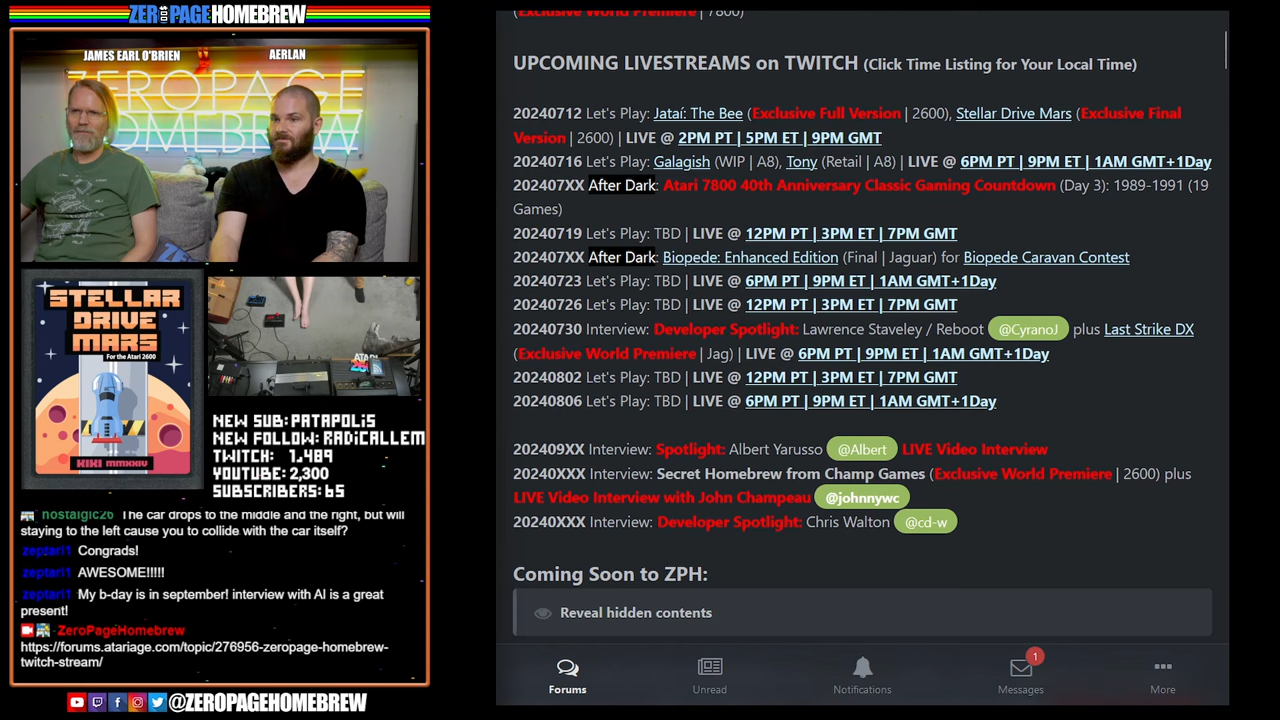 ZEROPAGEHOMEBREW
JAMES EARL O'BRIEN
AERLAN
ZEROPAGE
HOMEBREW
STELLAR
DRIVE
MARS
For the Atari 2600
KIKI MMXXIV
NEW SUB: PATAPOLIS
NEW FOLLOW: RADICALLEM
TWITCH: 1,489
YOUTUBE: 2,300
SUBSCRIBERS: 65
nostalgic26 The car drops to the middle and the right, but will
staying to the left cause you to collide with the car itself?
zeptari1 Congrads!
zeptari1 AWESOME!!!!!
zeptari1 My b-day is in september! interview with Al is a great
present!
ZeroPageHomebrew
https://forums.atariage.com/topic/276956-zeropage-homebrew-
twitch-stream/
@ZEROPAGEHOMEBREW
(Exclusive World Premiere | 7800)
UPCOMING LIVESTREAMS on TWITCH (Click Time Listing for Your Local Time)
20240712 Let's Play: Jataí: The Bee (Exclusive Full Version | 2600), Stellar Drive Mars (Exclusive Final
Version | 2600) | LIVE @ 2PM PT | 5PM ET | 9PM GMT
20240716 Let's Play: Galagish (WIP | A8), Tony (Retail | A8) | LIVE @ 6PM PT | 9PM ET | 1AM GMT+1Day
202407XX After Dark: Atari 7800 40th Anniversary Classic Gaming Countdown (Day 3): 1989-1991 (19
Games)
20240719 Let's Play: TBD | LIVE @ 12PM PT | 3PM ET | 7PM GMT
202407XX After Dark: Biopede: Enhanced Edition (Final | Jaguar) for Biopede Caravan Contest
20240723 Let's Play: TBD | LIVE @ 6PM PT | 9PM ET | 1AM GMT+1Day
20240726 Let's Play: TBD | LIVE @ 12PM PT | 3PM ET | 7PM GMT
20240730 Interview: Developer Spotlight: Lawrence Staveley / Reboot @CyranoJ plus Last Strike DX
(Exclusive World Premiere | Jag) | LIVE @ 6PM PT | 9PM ET | 1AM GMT+1Day
20240802 Let's Play: TBD | LIVE @ 12PM PT | 3PM ET | 7PM GMT
20240806 Let's Play: TBD | LIVE @ 6PM PT | 9PM ET | 1AM GMT+1Day
202409XX Interview: Spotlight: Albert Yarusso @Albert LIVE Video Interview
20240XXX Interview: Secret Homebrew from Champ Games (Exclusive World Premiere | 2600) plus
LIVE Video Interview with John Champeau @johnnywc
20240XXX Interview: Developer Spotlight: Chris Walton @cd-w
Coming Soon to ZPH:
Reveal hidden contents
1
Forums
Unread
Notifications
Messages
More